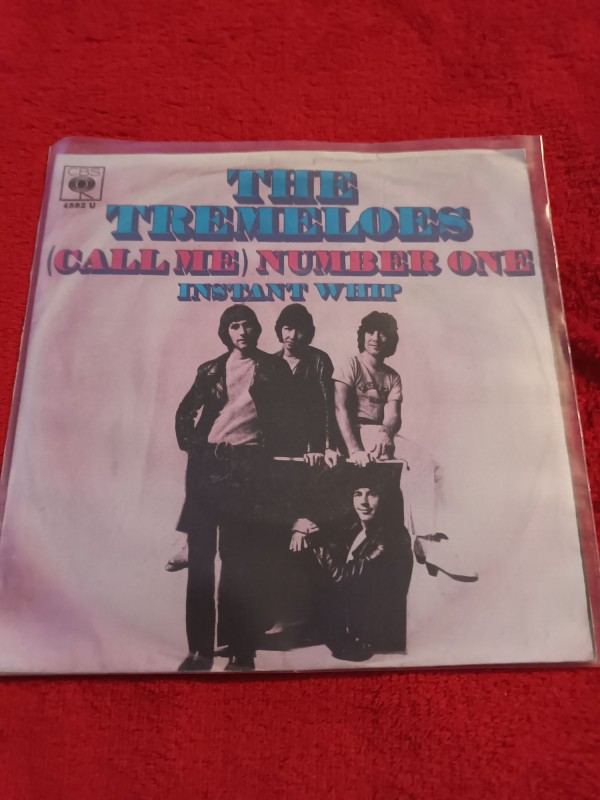 CBS
4582 U
THE
TREMELOES
(CALL ME) NUMBER ONE
INSTANT WHIP